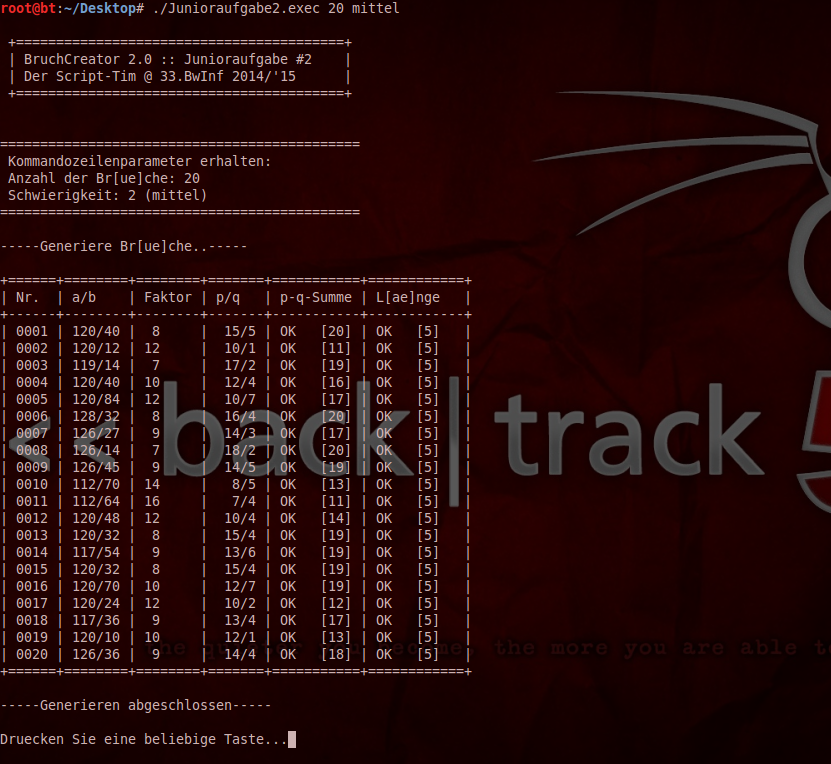 root@bt:~/Desktop# ./Junioraufgabe2.exec 20 mittel
+=========================================+
| BruchCreator 2.0 :: Junioraufgabe #2    |
| Der Script-Tim @ 33.BwInf 2014/'15      |
+=========================================+
=============================================
Kommandozeilenparameter erhalten:
Anzahl der Br[ue]che: 20
Schwierigkeit: 2 (mittel)
=============================================
-----Generiere Br[ue]che..-----
+======+========+========+=======+===========+============+
| Nr.  | a/b    | Faktor | p/q   | p-q-Summe | L[ae]nge   |
+------+--------+--------+-------+-----------+------------+
| 0001 | 120/40 |  8     |  15/5 | OK   [20] | OK   [5]   |
| 0002 | 120/12 | 12     |  10/1 | OK   [11] | OK   [5]   |
| 0003 | 119/14 |  7     |  17/2 | OK   [19] | OK   [5]   |
| 0004 | 120/40 | 10     |  12/4 | OK   [16] | OK   [5]   |
| 0005 | 120/84 | 12     |  10/7 | OK   [17] | OK   [5]   |
| 0006 | 128/32 |  8     |  16/4 | OK   [20] | OK   [5]   |
| 0007 | 126/27 |  9     |  14/3 | OK   [17] | OK   [5]   |
| 0008 | 126/14 |  7     |  18/2 | OK   [20] | OK   [5]   |
| 0009 | 126/45 |  9     |  14/5 | OK   [19] | OK   [5]   |
| 0010 | 112/70 | 14     |   8/5 | OK   [13] | OK   [5]   |
| 0011 | 112/64 | 16     |   7/4 | OK   [11] | OK   [5]   |
| 0012 | 120/48 | 12     |  10/4 | OK   [14] | OK   [5]   |
| 0013 | 120/32 |  8     |  15/4 | OK   [19] | OK   [5]   |
| 0014 | 117/54 |  9     |  13/6 | OK   [19] | OK   [5]   |
| 0015 | 120/32 |  8     |  15/4 | OK   [19] | OK   [5]   |
| 0016 | 120/70 | 10     |  12/7 | OK   [19] | OK   [5]   |
| 0017 | 120/24 | 12     |  10/2 | OK   [12] | OK   [5]   |
| 0018 | 117/36 |  9     |  13/4 | OK   [17] | OK   [5]   |
| 0019 | 120/10 | 10     |  12/1 | OK   [13] | OK   [5]   |
| 0020 | 126/36 |  9     |  14/4 | OK   [18] | OK   [5]   |
+======+========+========+=======+===========+============+
-----Generieren abgeschlossen-----
Druecken Sie eine beliebige Taste...
<< back|track 5
the quieter you become, the more you are able to